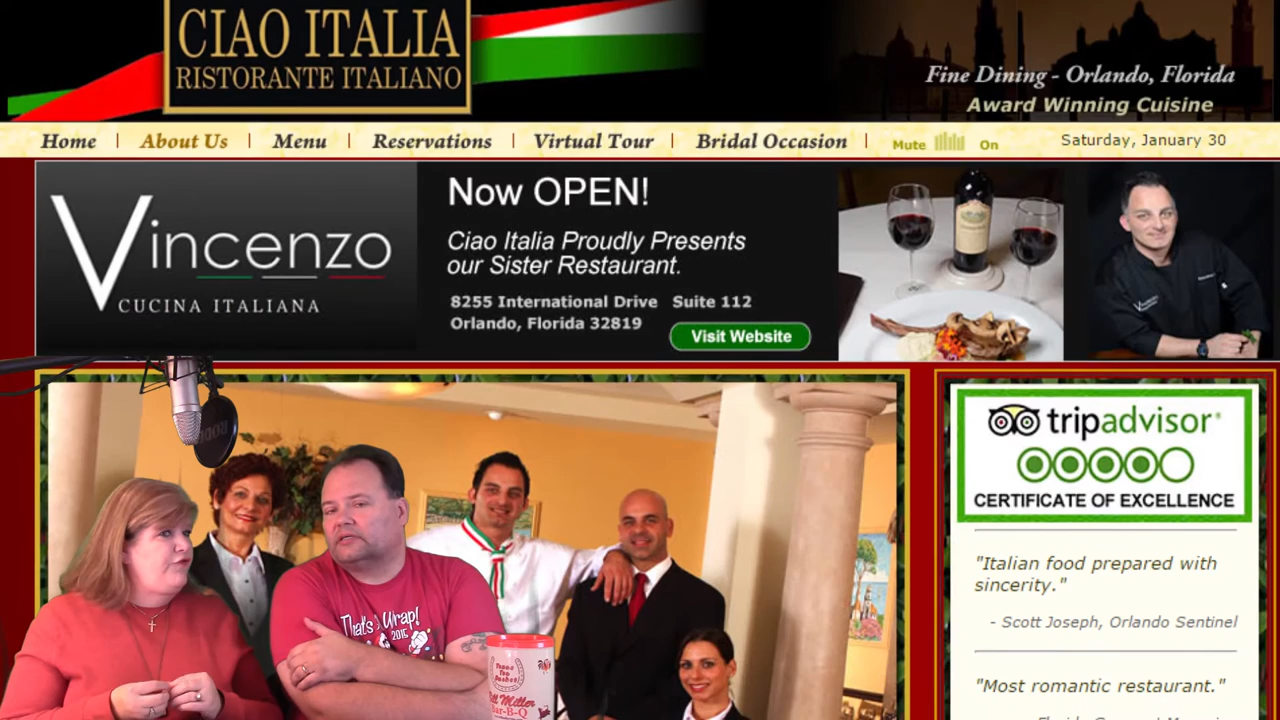 CIAO ITALIA
RISTORANTE ITALIANO
Fine Dining - Orlando, Florida
Award Winning Cuisine
Home | About Us | Menu | Reservations | Virtual Tour | Bridal Occasion |
Mute On
Saturday, January 30
Vincenzo
CUCINA ITALIANA
Now OPEN!
Ciao Italia Proudly Presents
our Sister Restaurant.
8255 International Drive Suite 112
Orlando, Florida 32819
Visit Website
tripadvisor®
CERTIFICATE OF EXCELLENCE
"Italian food prepared with
sincerity."
- Scott Joseph, Orlando Sentinel
"Most romantic restaurant."
That's Wrap!
2015
Bar-B-Q